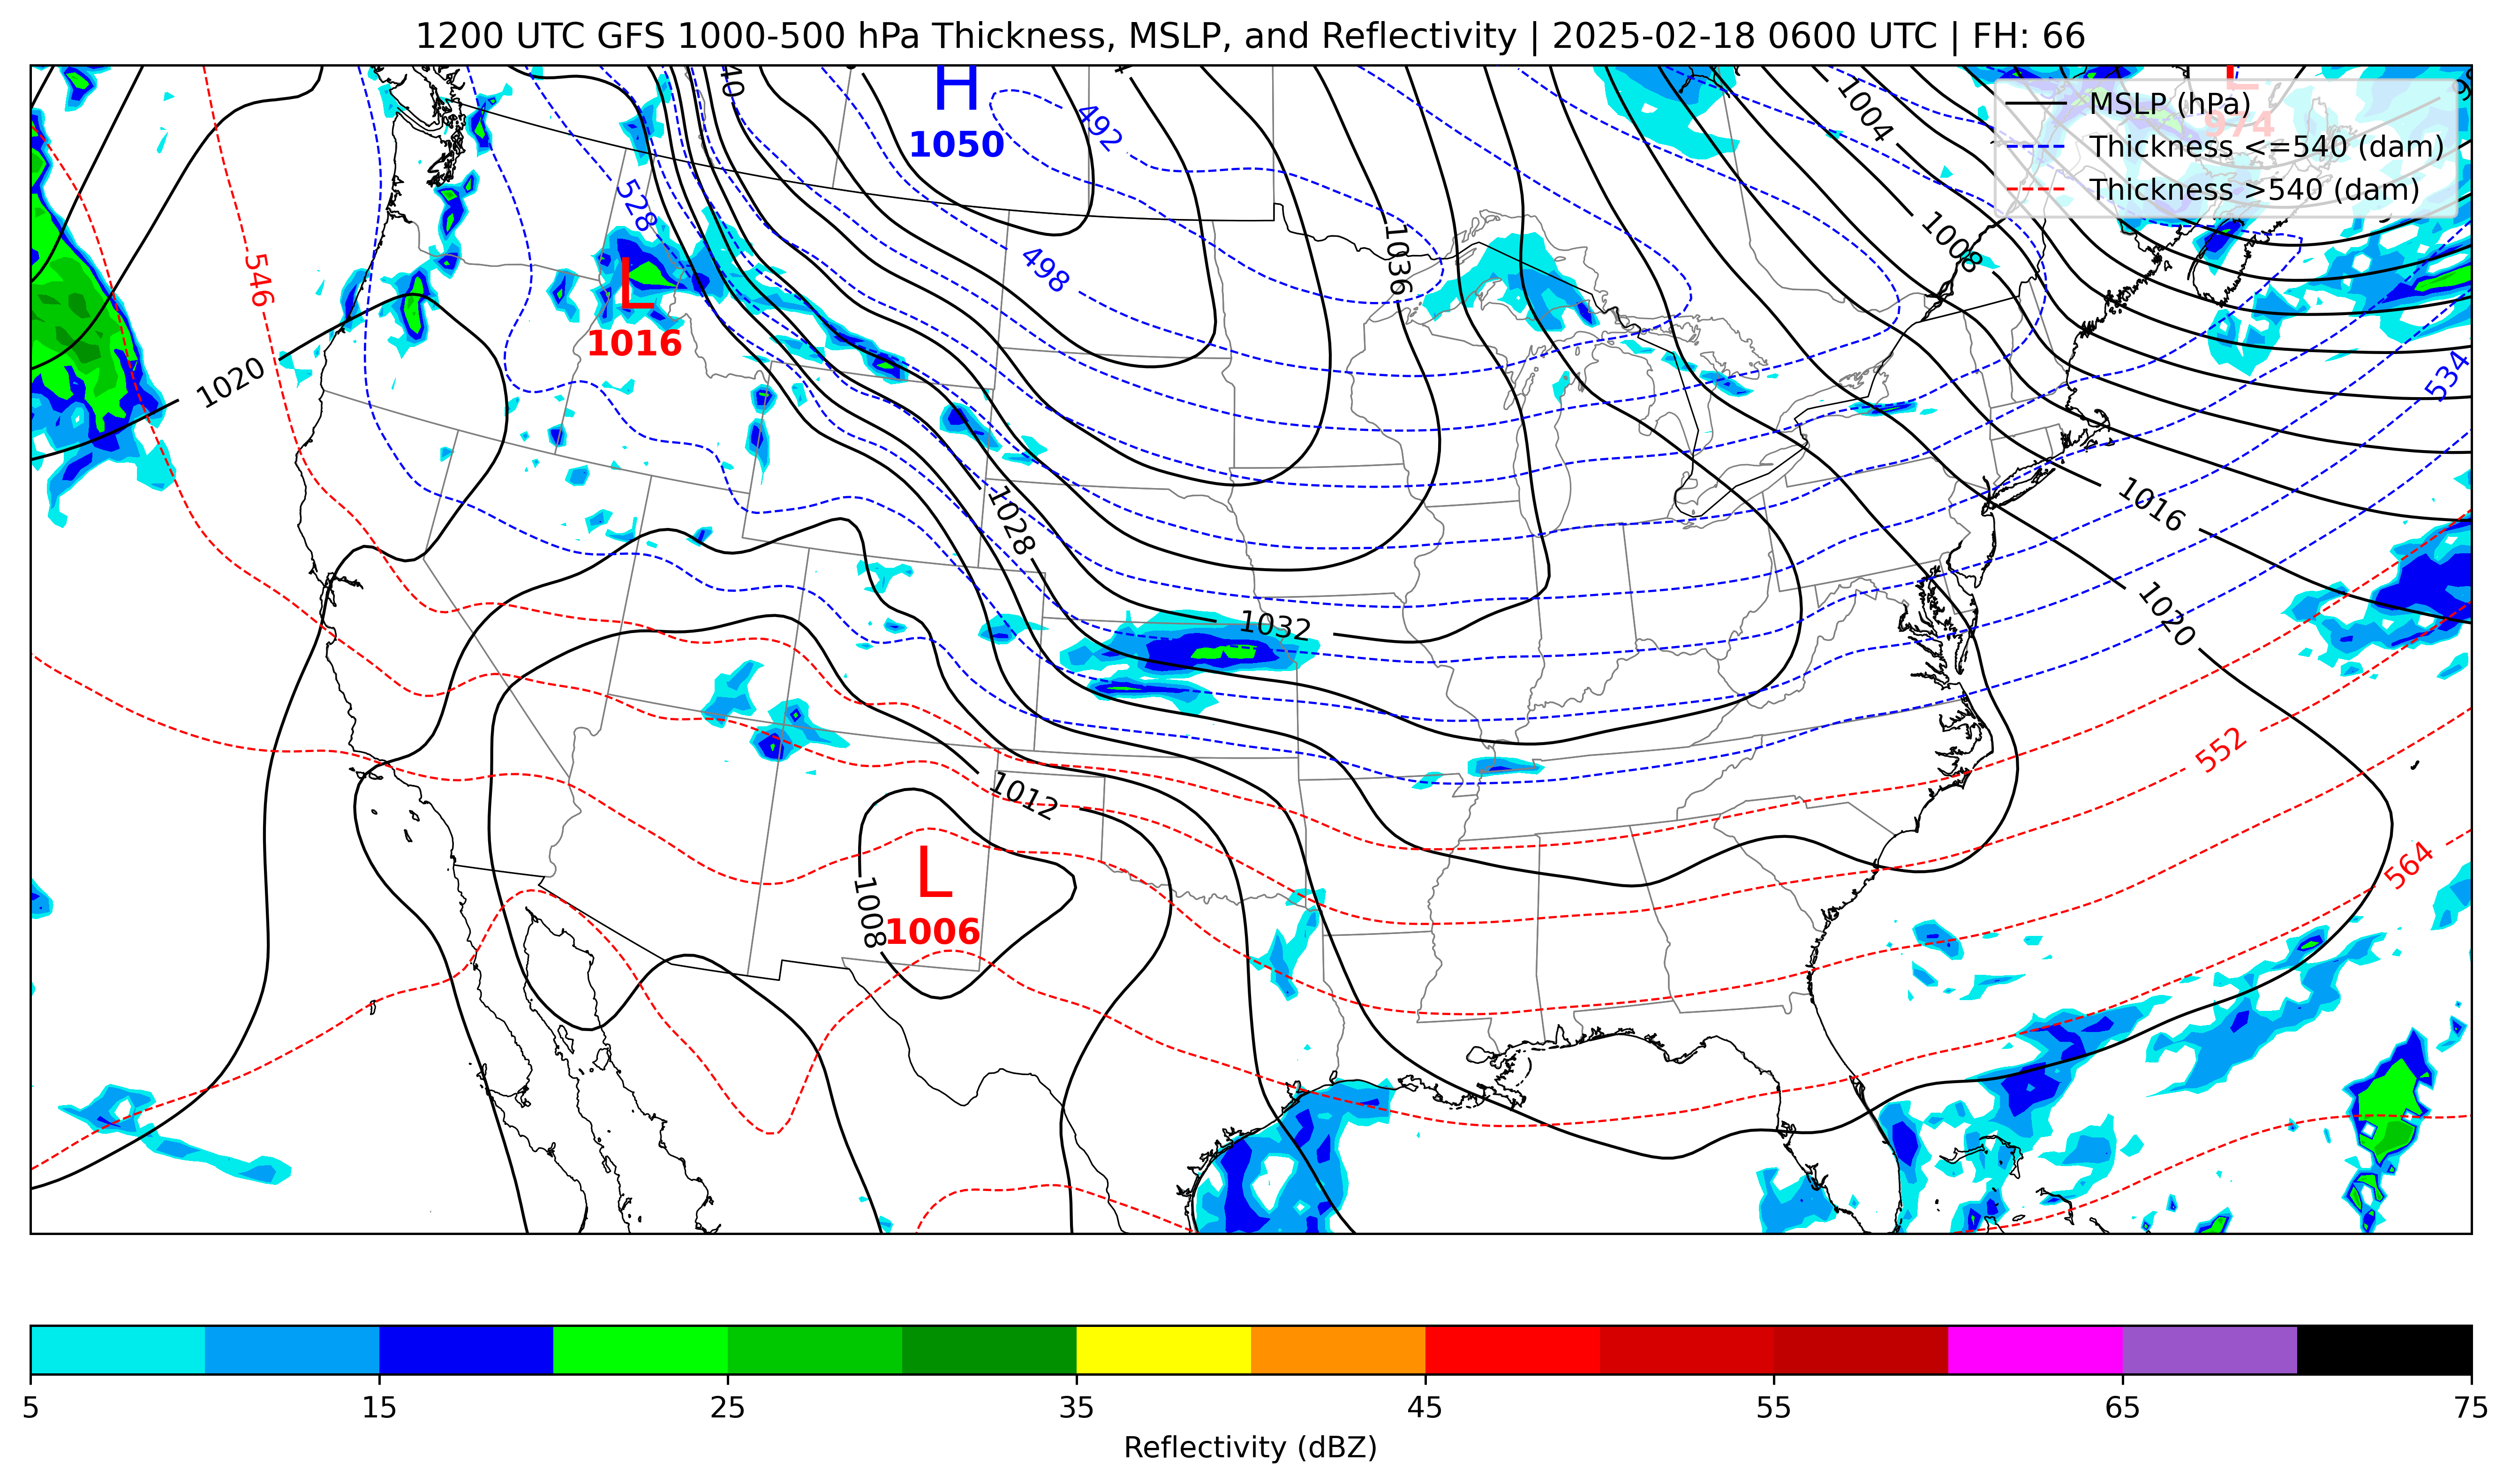 1200 UTC GFS 1000-500 hPa Thickness, MSLP, and Reflectivity | 2025-02-18 0600 UTC | FH: 66
MSLP (hPa)
Thickness <=540 (dam)
Thickness >540 (dam)
L
974
H
1050
492
1004
528
546
498
1036
1008
L
1016
1020
534
1028
1016
1032
1020
552
1012
564
L
1008
1006
5 15 25 35 45 55 65 75
Reflectivity (dBZ)